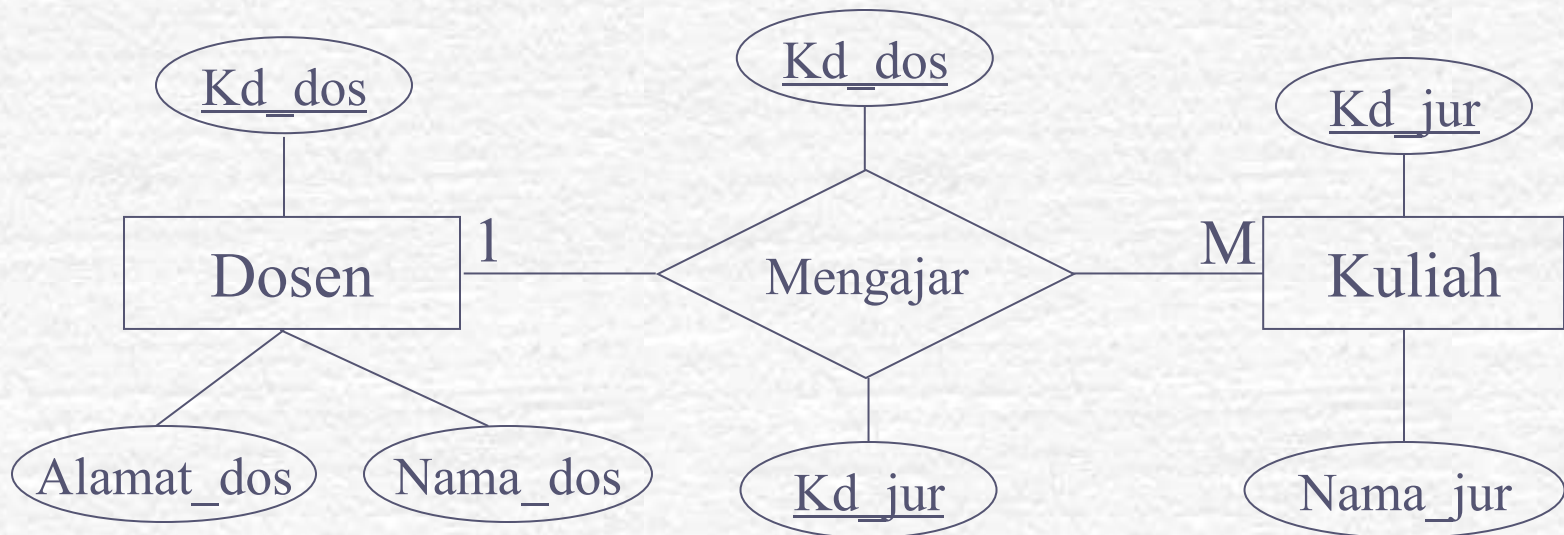 Kd_dos
Kd_dos
Kd_jur
Dosen
1
Mengajar
M
Kuliah
Alamat_dos
Nama_dos
Kd_jur
Nama_jur